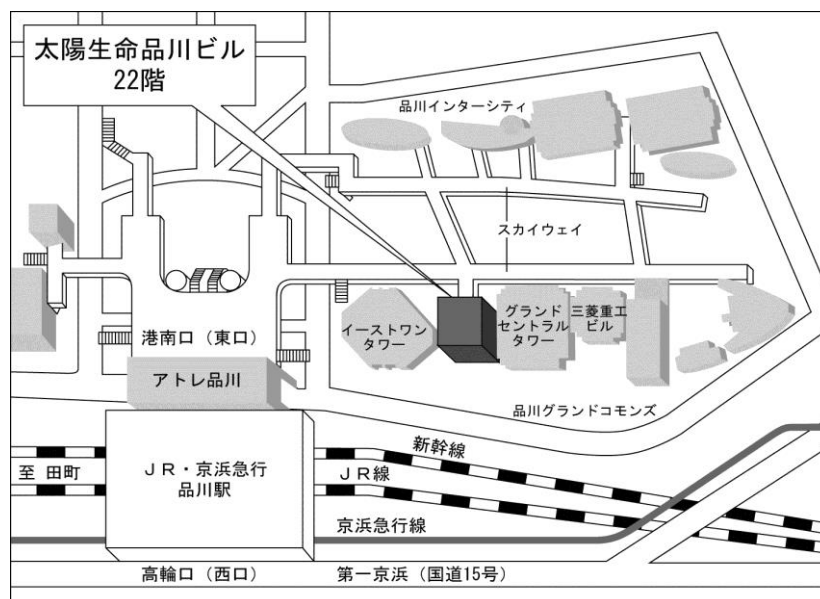 太陽生命品川ビル
22階
品川インターシティ
スカイウェイ
イーストワン
タワー
グランド
セントラル
タワー
三菱重工
ビル
港南口（東口）
アトレ品川
品川グランドコモンズ
新幹線
至 田町
ＪＲ・京浜急行
品川駅
ＪＲ線
京浜急行線
高輪口（西口）
第一京浜（国道15号）